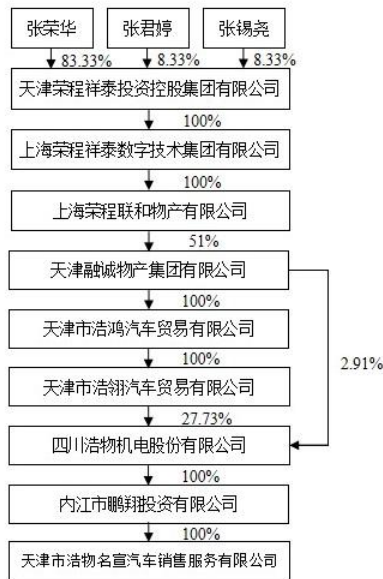 张荣华 张君婷 张锡尧
83.33% 8.33% 8.33%
天津荣程祥泰投资控股集团有限公司
100%
上海荣程祥泰数字技术集团有限公司
100%
上海荣程联和物产有限公司
51%
天津融诚物产集团有限公司
100%
天津市浩鸿汽车贸易有限公司
2.91%
100%
天津市浩翎汽车贸易有限公司
27.73%
四川浩物机电股份有限公司
100%
内江市鹏翔投资有限公司
100%
天津市浩物名宣汽车销售服务有限公司